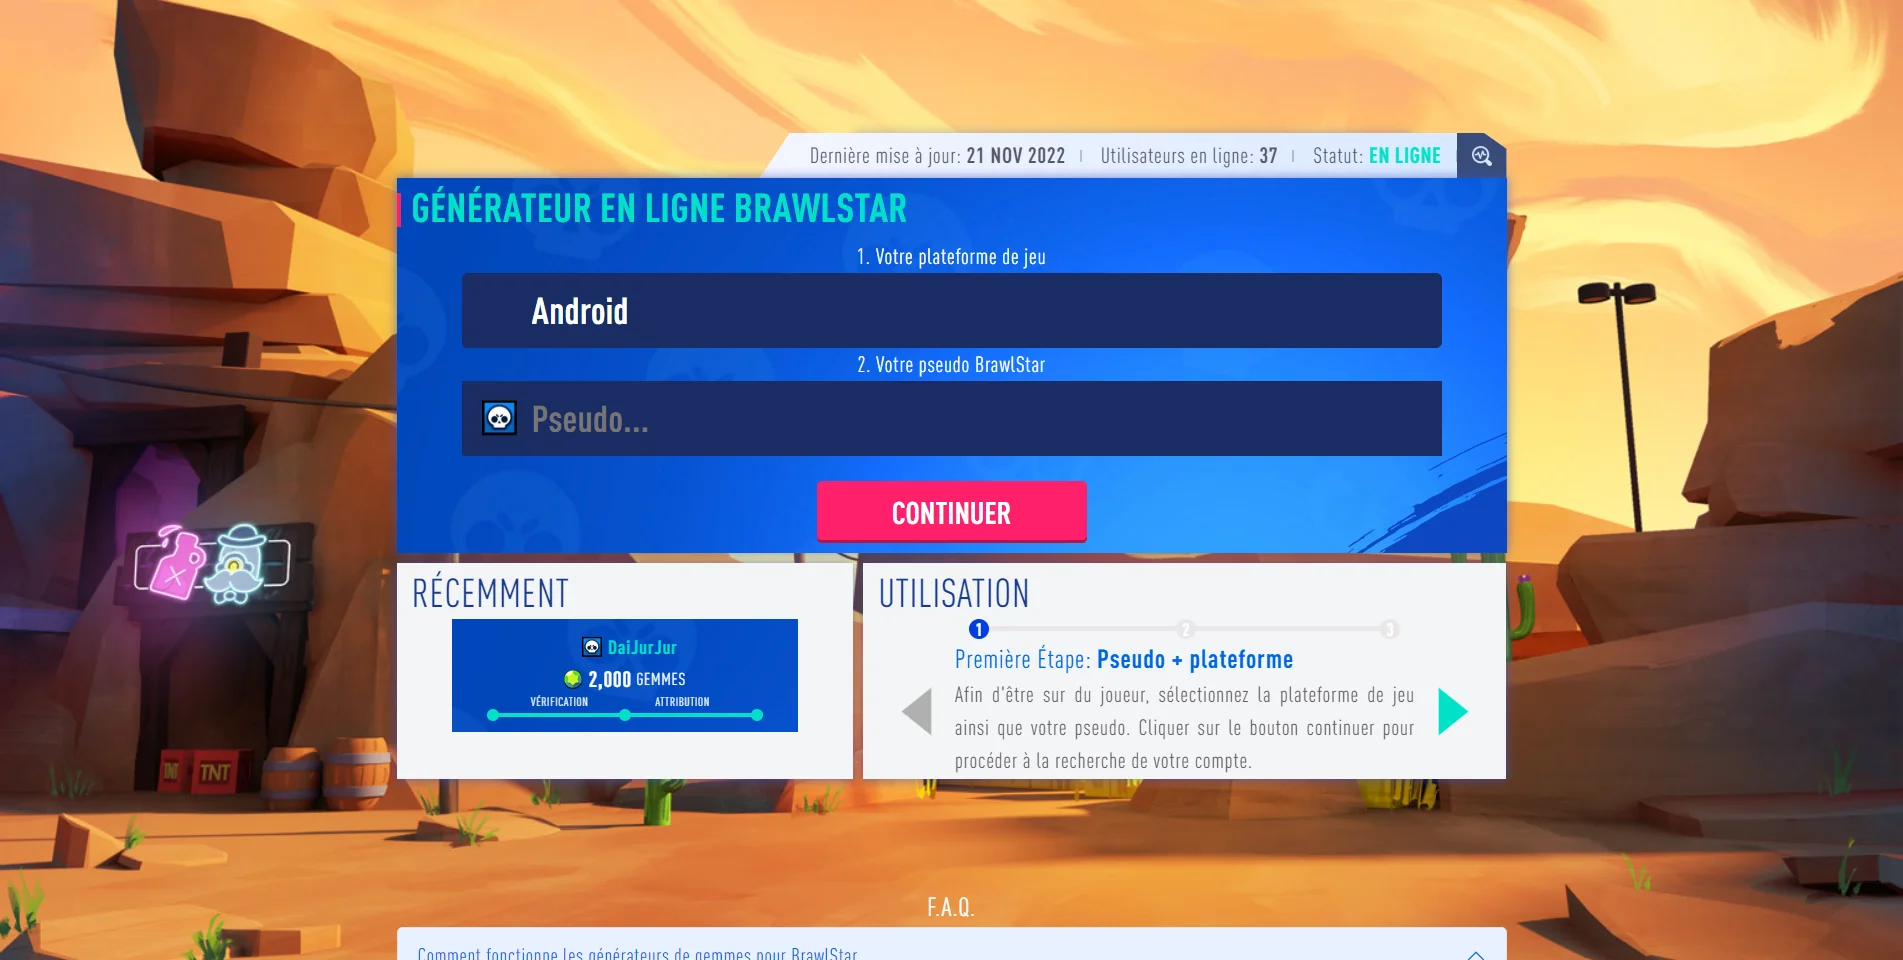 Dernière mise à jour: 21 NOV 2022 | Utilisateurs en ligne: 37 | Statut: EN LIGNE
GÉNÉRATEUR EN LIGNE BRAWLSTAR
1. Votre plateforme de jeu
Android
2. Votre pseudo BrawlStar
Pseudo...
CONTINUER
RÉCEMMENT
DaiJurJur
2,000 GEMMES
VÉRIFICATION ATTRIBUTION
UTILISATION
1 2 3
Première Étape: Pseudo + plateforme
Afin d'être sur du joueur, sélectionnez la plateforme de jeu
ainsi que votre pseudo. Cliquer sur le bouton continuer pour
procéder à la recherche de votre compte.
TNT TNT
F.A.Q.
Comment fonctionne les générateurs de gemmes pour BrawlStar